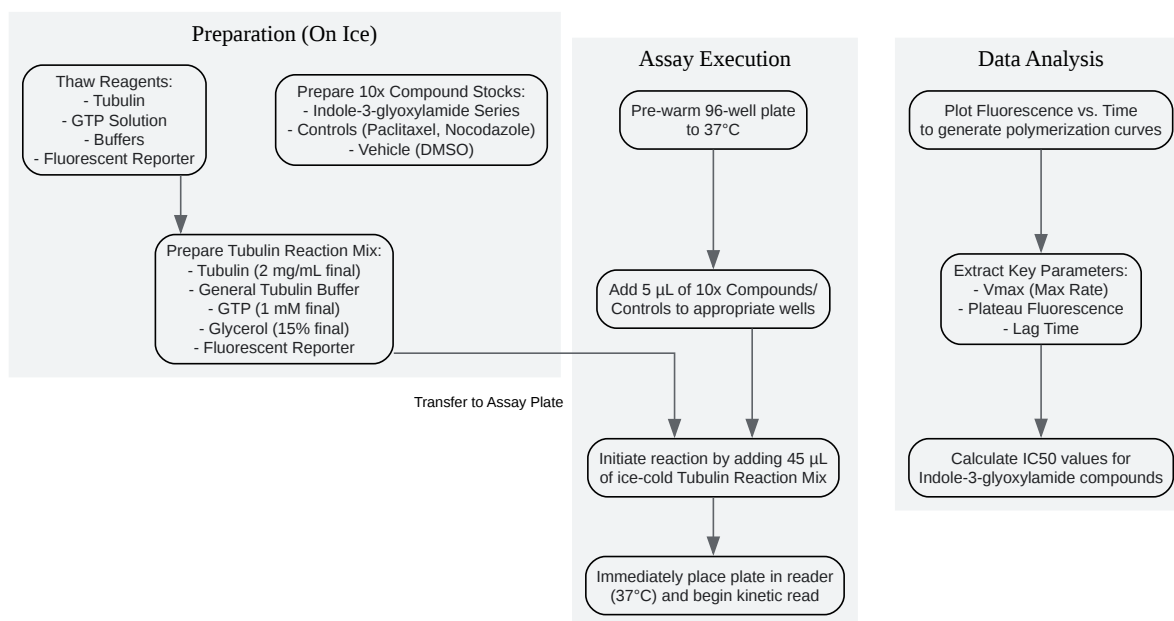 Preparation (On Ice)
Thaw Reagents:
- Tubulin
- GTP Solution
- Buffers
- Fluorescent Reporter
Prepare 10x Compound Stocks:
- Indole-3-glyoxylamide Series
- Controls (Paclitaxel, Nocodazole)
- Vehicle (DMSO)
Prepare Tubulin Reaction Mix:
- Tubulin (2 mg/mL final)
- General Tubulin Buffer
- GTP (1 mM final)
- Glycerol (15% final)
- Fluorescent Reporter
Transfer to Assay Plate
Assay Execution
Pre-warm 96-well plate
to 37°C
Add 5 µL of 10x Compounds/
Controls to appropriate wells
Initiate reaction by adding 45 µL
of ice-cold Tubulin Reaction Mix
Immediately place plate in reader
(37°C) and begin kinetic read
Data Analysis
Plot Fluorescence vs. Time
to generate polymerization curves
Extract Key Parameters:
- Vmax (Max Rate)
- Plateau Fluorescence
- Lag Time
Calculate IC50 values for
Indole-3-glyoxylamide compounds